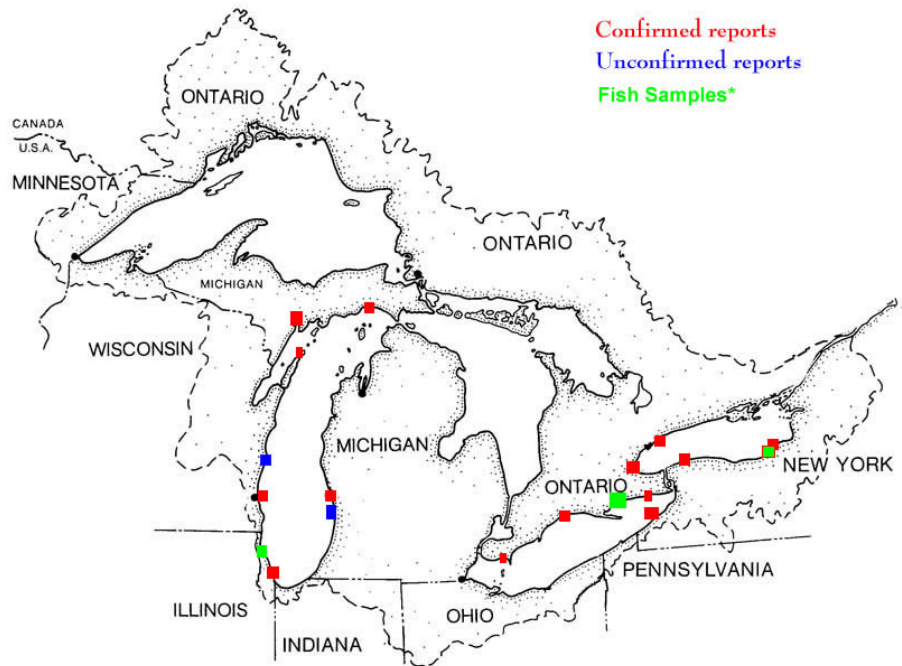 Confirmed reports
Unconfirmed reports
Fish Samples*
ONTARIO
CANADA
U.S.A.
MINNESOTA
ONTARIO
MICHIGAN
WISCONSIN
MICHIGAN
NEW YORK
ONTARIO
PENNSYLVANIA
ILLINOIS
OHIO
INDIANA